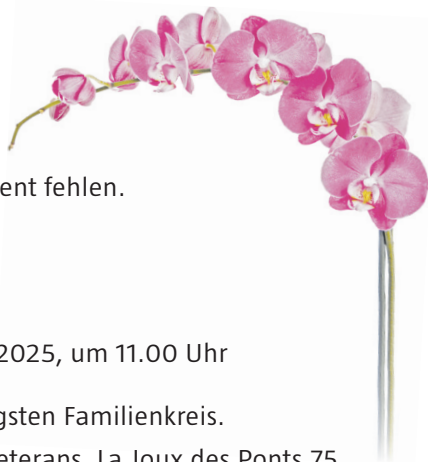 ent fehlen.
2025, um 11.00 Uhr
gsten Familienkreis.
eterans, La Joux des Ponts 75